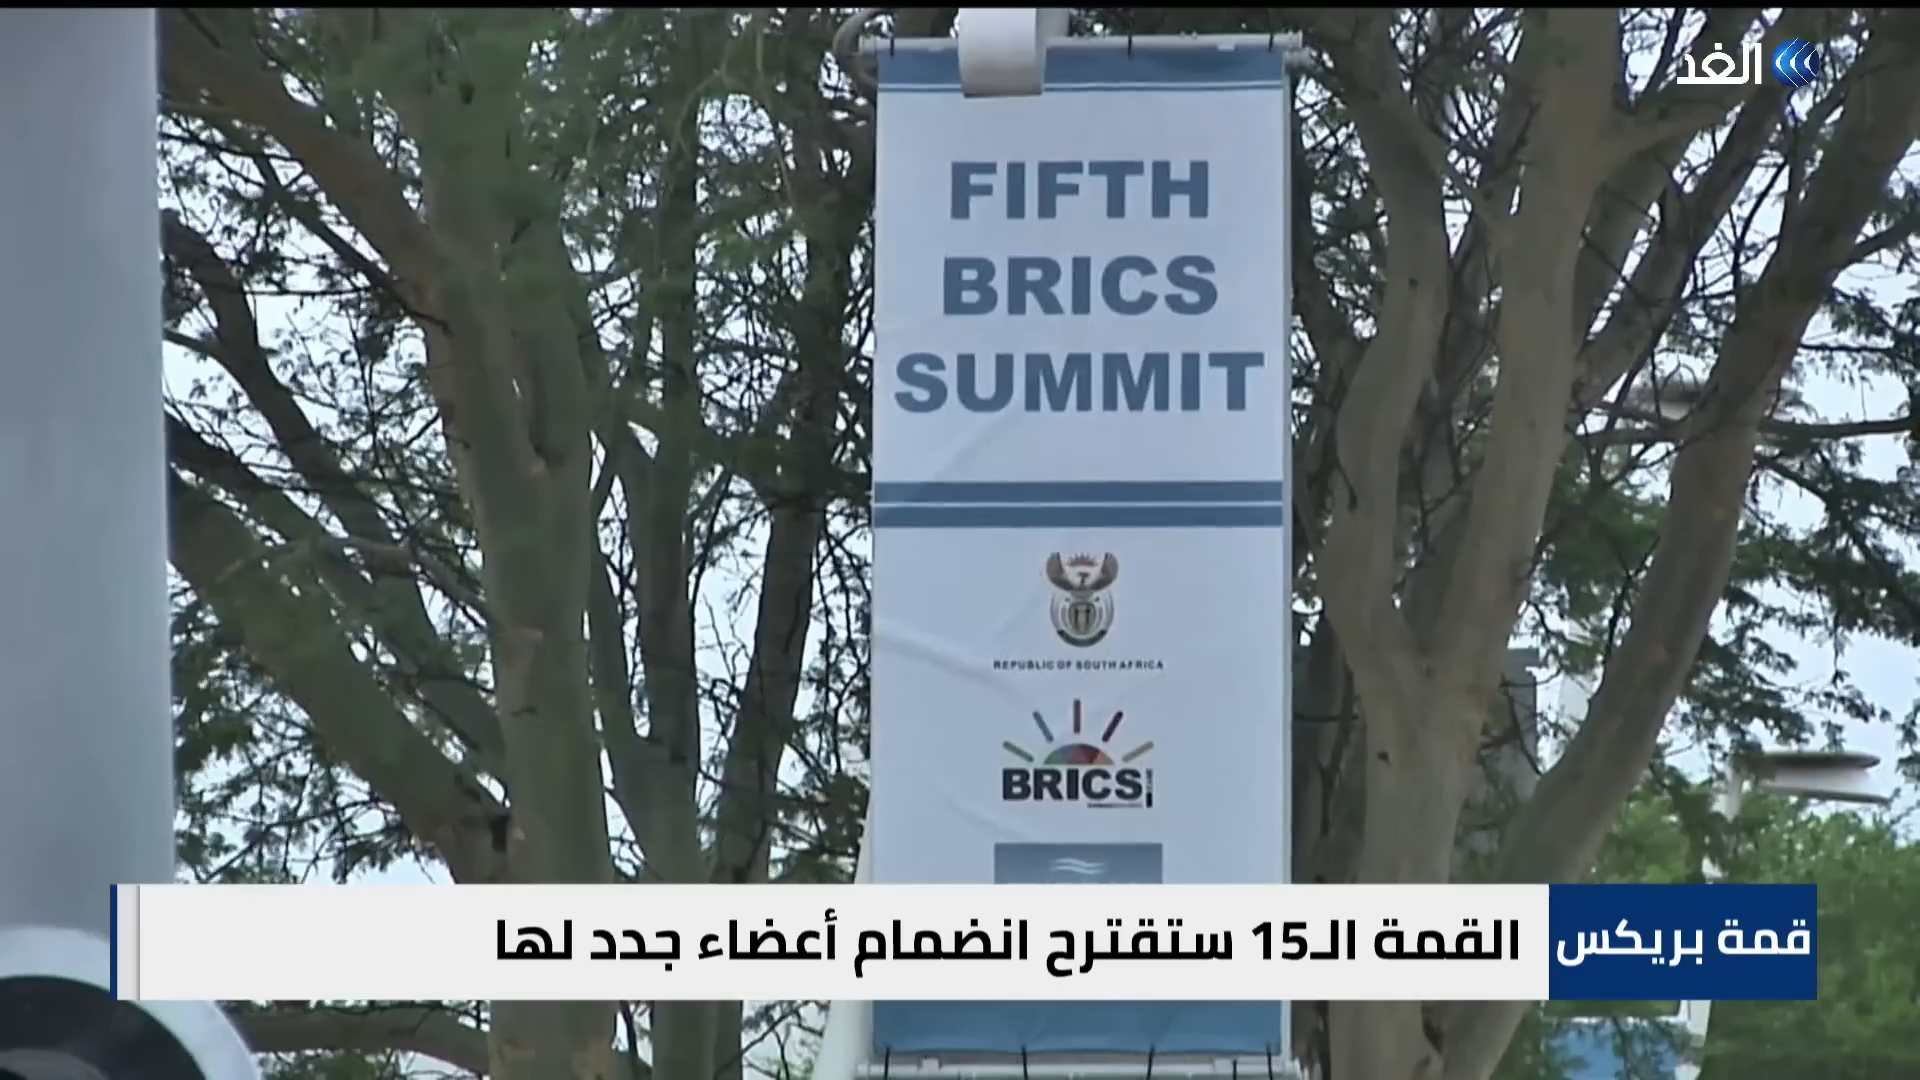 الغد
FIFTH
BRICS
SUMMIT
REPUBLIC OF SOUTH AFRICA
BRICS
قمة بريكس
القمة الـ15 ستقترح انضمام أعضاء جدد لها